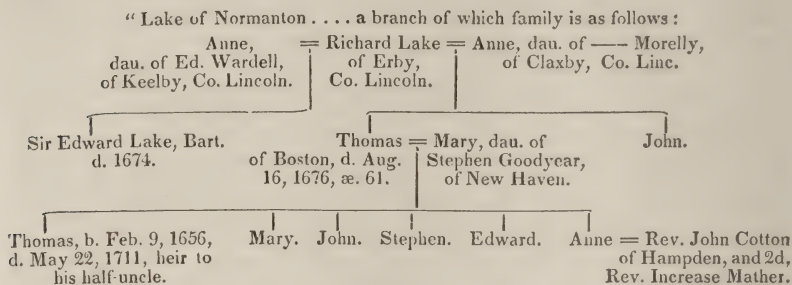 “ Lake of Normanton . . . . a branch of which family is as follows :
Anne, = Richard Lake = Anne, dau. of —— Morelly,
dau. of Ed. Wardell, of Erby, of Claxby, Co. Linc.
of Keelby, Co. Lincoln. Co. Lincoln.
Sir Edward Lake, Bart. Thomas = Mary, dau. of John.
d. 1674. of Boston, d. Aug. Stephen Goodyear,
16, 1676, æ. 61. of New Haven.
Thomas, b. Feb. 9, 1656, Mary. John. Stephen. Edward. Anne = Rev. John Cotton
d. May 22, 1711, heir to of Hampden, and 2d,
his half-uncle. Rev. Increase Mather.